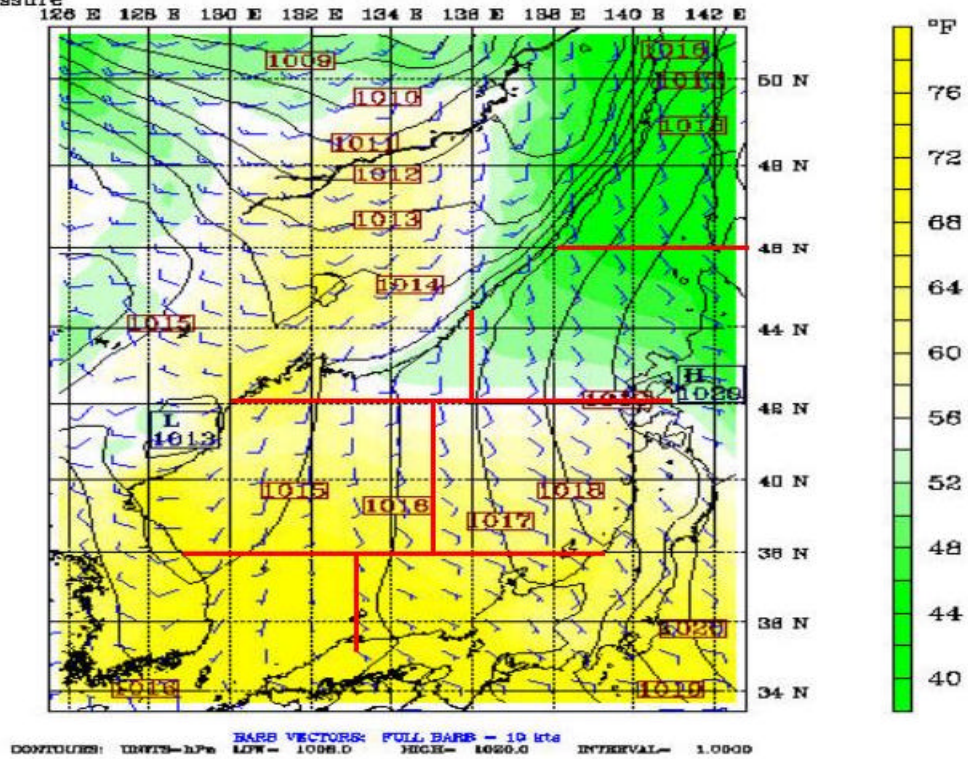 126 E 128 E 130 E 132 E 134 E 136 E 138 E 140 E 142 E
°F
1016
1009
50 N
76
1010
1011
72
1012
48 N
1013
68
46 N
1014
64
1015
44 N
60
H
1020
42 N
L
1013
56
40 N
1015
1016
1017
1018
52
38 N
48
44
36 N
1020
40
1016
1019
34 N
BARB VECTORS: FULL BARB = 10 kts
CONTOURS: UNITS=hPa LOW= 1008.0 HIGH= 1020.0 INTERVAL= 1.0000